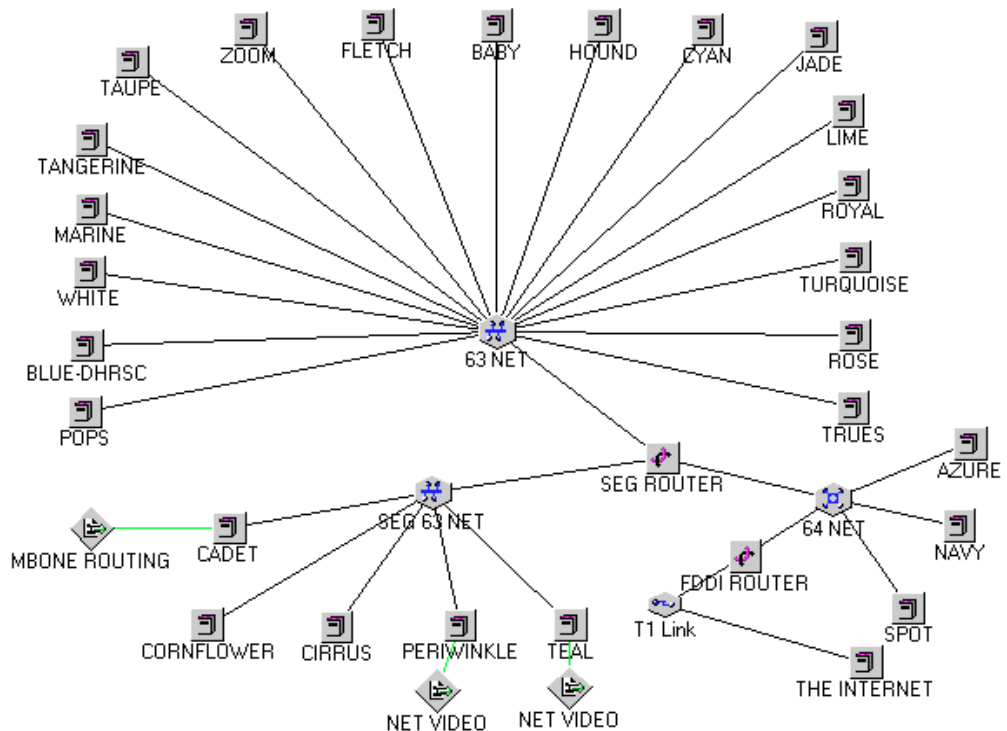 ZOOM
FLETCH
BABY
HOUND
CYAN
JADE
TAUPE
LIME
TANGERINE
ROYAL
MARINE
TURQUOISE
WHITE
63 NET
ROSE
BLUE-DHRSC
POPS
TRUES
AZURE
SEG ROUTER
SEG 63 NET
64 NET
NAVY
MBONE ROUTING
CADET
FDDI ROUTER
T1 Link
SPOT
CORNFLOWER
CIRRUS
PERIWINKLE
TEAL
THE INTERNET
NET VIDEO
NET VIDEO